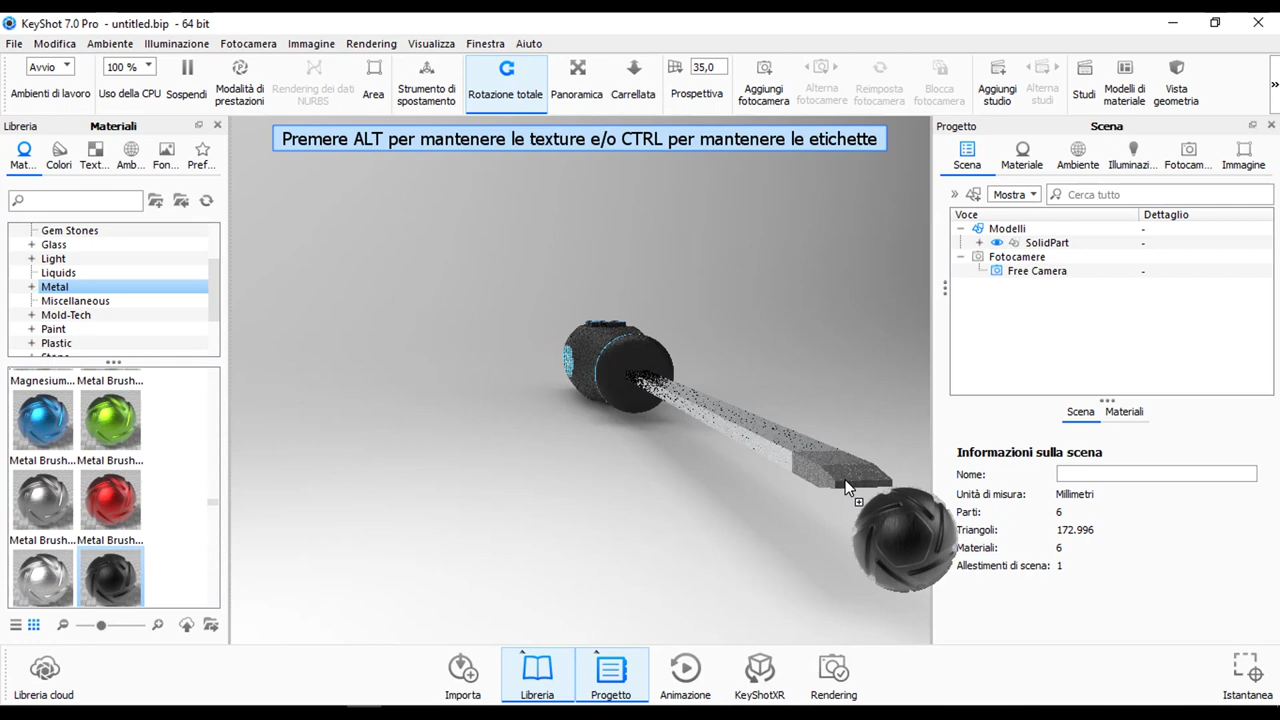 KeyShot 7.0 Pro - untitled.bip - 64 bit
File Modifica Ambiente Illuminazione Fotocamera Immagine Rendering Visualizza Finestra Aiuto
Avvio 100 % 35,0
Ambienti di lavoro Uso della CPU Sospendi Modalità di prestazioni Rendering dei dati NURBS Area Strumento di spostamento Rotazione totale Panoramica Carrellata Prospettiva Aggiungi fotocamera Alterna fotocamere Reimposta fotocamera Blocca fotocamera Aggiungi studio Alterna studi Studi Modelli di materiale Vista geometria »
Libreria Materiali
Mat... Colori Text... Amb... Fon... Pref...
Gem Stones
Glass
Light
Liquids
Metal
Miscellaneous
Mold-Tech
Paint
Plastic
Magnesium... Metal Brush...
Metal Brush... Metal Brush...
Metal Brush... Metal Brush...
Premere ALT per mantenere le texture e/o CTRL per mantenere le etichette
Progetto Scena
Scena Materiale Ambiente Illuminazi... Fotocam... Immagine
» Mostra Cerca tutto
Voce Dettaglio
Modelli -
SolidPart -
Fotocamere
Free Camera -
Scena Materiali
Informazioni sulla scena
Nome:
Unità di misura: Millimetri
Parti: 6
Triangoli: 172.996
Materiali: 6
Allestimenti di scena: 1
Libreria cloud Importa Libreria Progetto Animazione KeyShotXR Rendering Istantanea